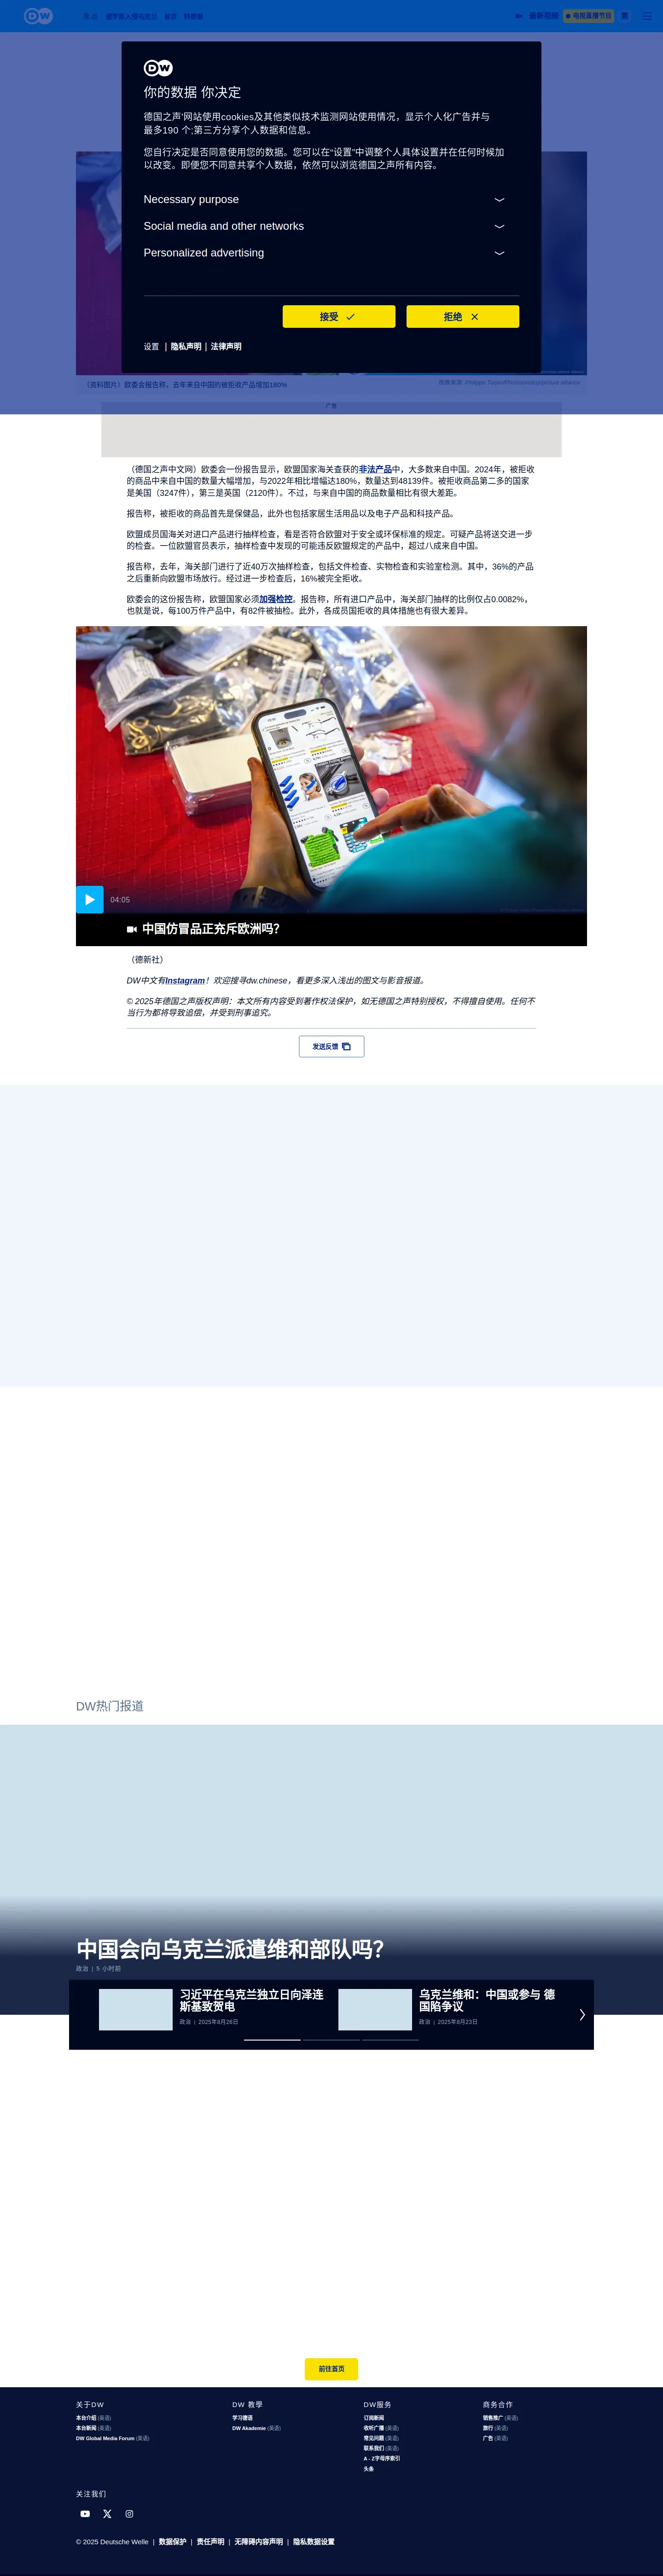 DW
焦点
俄罗斯入侵乌克兰
德百
特朗普
最新视频
电视直播节目
繁
DW
你的数据 你决定
德国之声'网站使用cookies及其他类似技术监测网站使用情况，显示个人化广告并与
最多190 个;第三方分享个人数据和信息。
您自行决定是否同意使用您的数据。您可以在"设置"中调整个人具体设置并在任何时候加
以改变。即便您不同意共享个人数据，依然可以浏览德国之声所有内容。
Necessary purpose
Social media and other networks
Personalized advertising
接受
拒绝
设置 | 隐私声明 | 法律声明
（资料图片）欧委会报告称，去年来自中国的被拒收产品增加180%
图像来源: Philipp Turpin/Photononstop/picture alliance
广告
（德国之声中文网）欧委会一份报告显示，欧盟国家海关查获的非法产品中，大多数来自中国。2024年，被拒收
的商品中来自中国的数量大幅增加，与2022年相比增幅达180%，数量达到48139件。被拒收商品第二多的国家
是美国（3247件），第三是英国（2120件）。不过，与来自中国的商品数量相比有很大差距。
报告称，被拒收的商品首先是保健品，此外也包括家居生活用品以及电子产品和科技产品。
欧盟成员国海关对进口产品进行抽样检查，看是否符合欧盟对于安全或环保标准的规定。可疑产品将送交进一步
的检查。一位欧盟官员表示，抽样检查中发现的可能违反欧盟规定的产品中，超过八成来自中国。
报告称，去年，海关部门进行了近40万次抽样检查，包括文件检查、实物检查和实验室检测。其中，36%的产品
之后重新向欧盟市场放行。经过进一步检查后，16%被完全拒收。
欧委会的这份报告称，欧盟国家必须加强检控。报告称，所有进口产品中，海关部门抽样的比例仅占0.0082%，
也就是说，每100万件产品中，有82件被抽检。此外，各成员国拒收的具体措施也有很大差异。
04:05
中国仿冒品正充斥欧洲吗？
（德新社）
DW中文有Instagram！欢迎搜寻dw.chinese，看更多深入浅出的图文与影音报道。
© 2025年德国之声版权声明：本文所有内容受到著作权法保护，如无德国之声特别授权，不得擅自使用。任何不
当行为都将导致追偿，并受到刑事追究。
发送反馈
DW热门报道
中国会向乌克兰派遣维和部队吗？
政治 | 5 小时前
习近平在乌克兰独立日向泽连
斯基致贺电
政治 | 2025年8月26日
乌克兰维和：中国或参与 德
国陷争议
政治 | 2025年8月23日
前往首页
关于DW
本台介绍 (英语)
本台新闻 (英语)
DW Global Media Forum (英语)
DW 教學
学习德语
DW Akademie (英语)
DW服务
订阅新闻
收听广播 (英语)
常见问题 (英语)
联系我们 (英语)
A - Z字母序索引
头条
商务合作
销售推广 (英语)
旅行 (英语)
广告 (英语)
关注我们
© 2025 Deutsche Welle | 数据保护 | 责任声明 | 无障碍内容声明 | 隐私数据设置